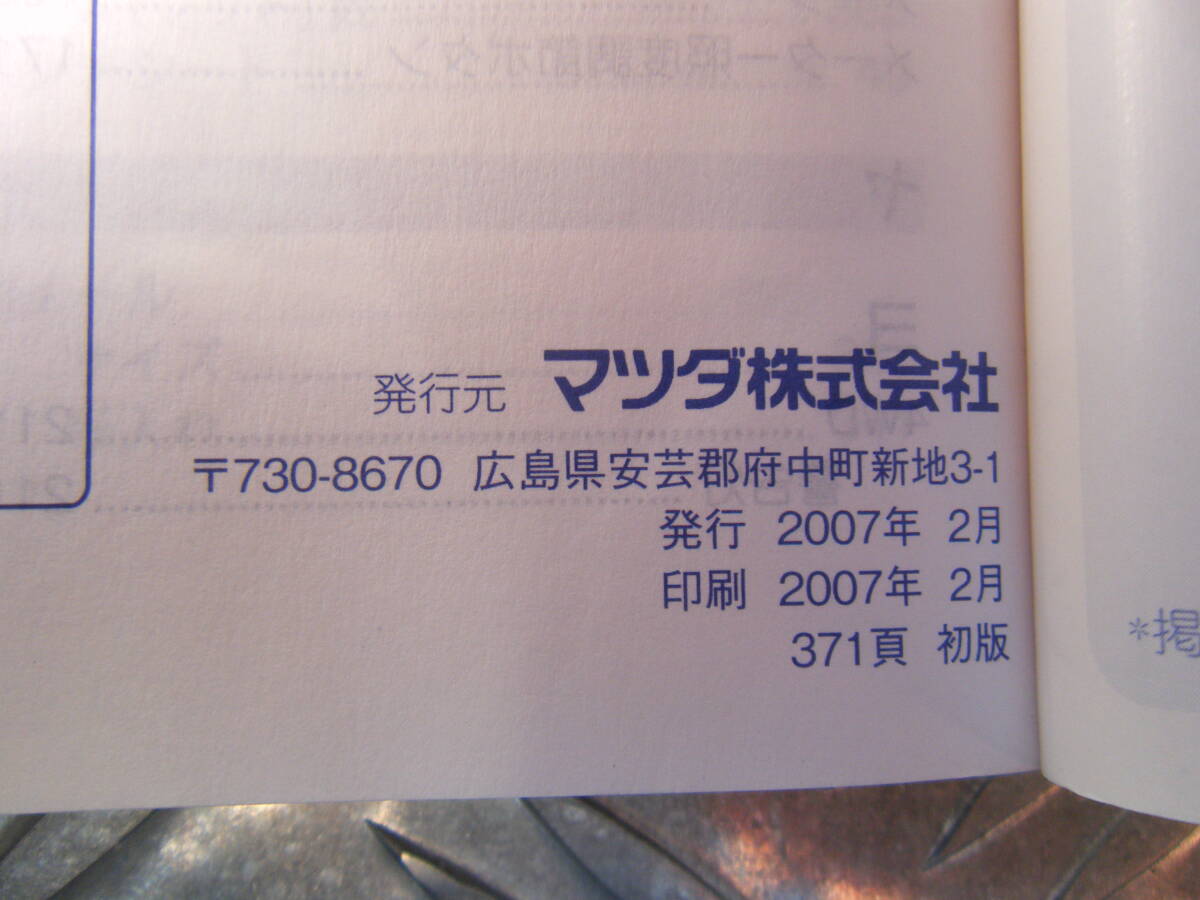 発行元 マツダ株式会社
〒730-8670 広島県安芸郡府中町新地3-1
発行 2007年 2月
印刷 2007年 2月
371頁 初版
*掲